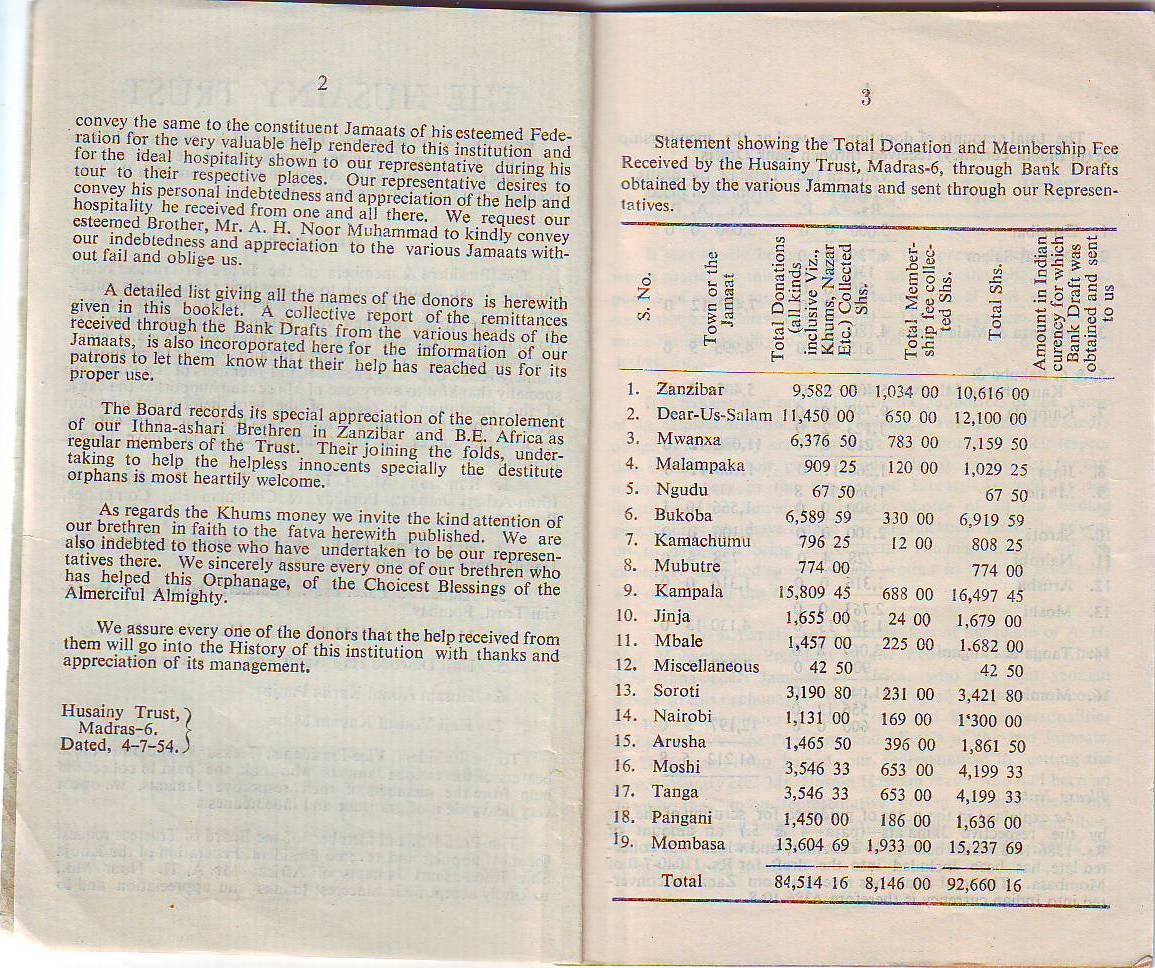 2
convey the same to the constituent Jamaats of his esteemed Fede-
ration for the very valuable help rendered to this institution and
for the ideal hospitality shown to our representative during his
tour to their respective places. Our representative desires to
convey his personal indebtedness and appreciation of the help and
hospitality he received from one and all there. We request our
esteemed Brother, Mr. A. H. Noor Muhammad to kindly convey
our indebtedness and appreciation to the various Jamaats with-
out fail and oblige us.
A detailed list giving all the names of the donors is herewith
given in this booklet. A collective report of the remittances
received through the Bank Drafts from the various heads of the
Jamaats, is also incoroporated here for the information of our
patrons to let them know that their help has reached us for its
proper use.
The Board records its special appreciation of the enrolement
of our Ithna-ashari Brethren in Zanzibar and B.E. Africa as
regular members of the Trust. Their joining the folds, under-
taking to help the helpless innocents specially the destitute
orphans is most heartily welcome.
As regards the Khums money we invite the kind attention of
our brethren in faith to the fatva herewith published. We are
also indebted to those who have undertaken to be our represen-
tatives there. We sincerely assure every one of our brethren who
has helped this Orphanage, of the Choicest Blessings of the
Almerciful Almighty.
We assure every one of the donors that the help received from
them will go into the History of this institution with thanks and
appreciation of its management.
Husainy Trust,
Madras-6.
Dated, 4-7-54.
3
Statement showing the Total Donation and Membership Fee
Received by the Husainy Trust, Madras-6, through Bank Drafts
obtained by the various Jammats and sent through our Represen-
tatives.
S. No.
Town or the
Jamaat
Total Donations
(all kinds
inclusive Viz.,
Khums, Nazar
Etc.) Collected
Shs.
Total Member-
ship fee collec-
ted Shs.
Total Shs.
Amount in Indian
curency for which
Bank Draft was
obtained and sent
to us
1. Zanzibar 9,582 00 1,034 00 10,616 00
2. Dear-Us-Salam 11,450 00 650 00 12,100 00
3. Mwanxa 6,376 50 783 00 7,159 50
4. Malampaka 909 25 120 00 1,029 25
5. Ngudu 67 50 67 50
6. Bukoba 6,589 59 330 00 6,919 59
7. Kamachumu 796 25 12 00 808 25
8. Mubutre 774 00 774 00
9. Kampala 15,809 45 688 00 16,497 45
10. Jinja 1,655 00 24 00 1,679 00
11. Mbale 1,457 00 225 00 1.682 00
12. Miscellaneous 42 50 42 50
13. Soroti 3,190 80 231 00 3,421 80
14. Nairobi 1,131 00 169 00 1'300 00
15. Arusha 1,465 50 396 00 1,861 50
16. Moshi 3,546 33 653 00 4,199 33
17. Tanga 3,546 33 653 00 4,199 33
18. Pangani 1,450 00 186 00 1,636 00
19. Mombasa 13,604 69 1,933 00 15,237 69
Total 84,514 16 8,146 00 92,660 16